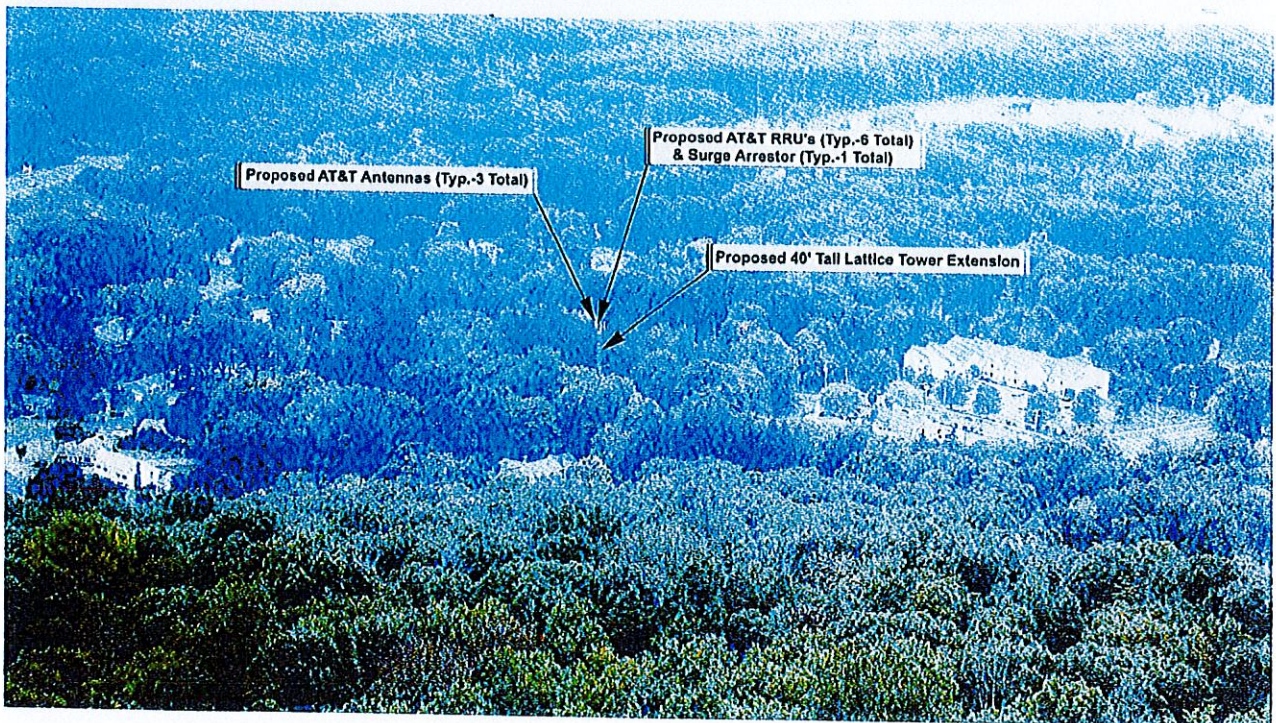 Proposed AT&T RRU's (Typ.-6 Total)
& Surge Arrestor (Typ.-1 Total)
Proposed AT&T Antennas (Typ.-3 Total)
Proposed 40' Tall Lattice Tower Extension